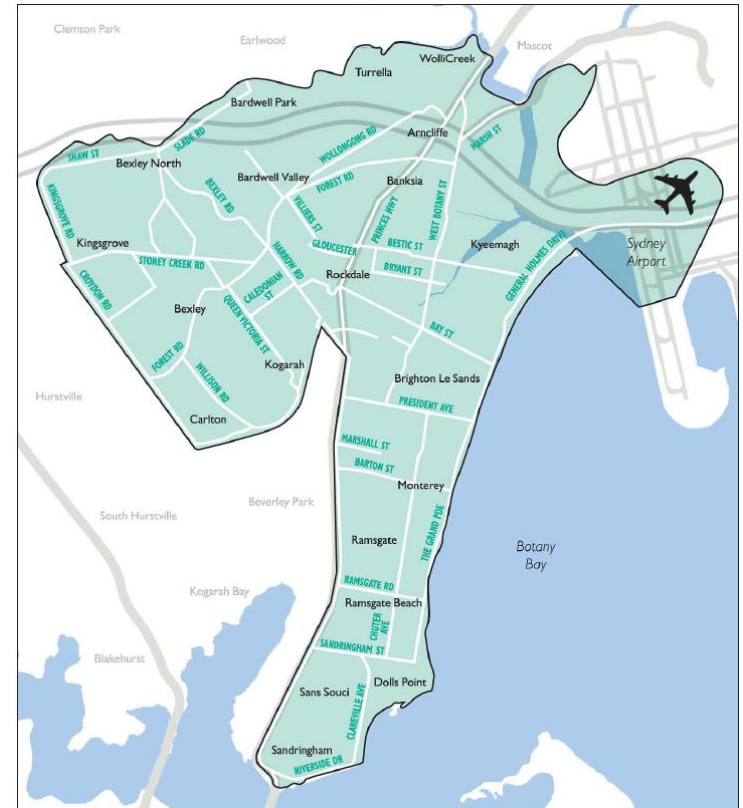 Clemton Park
Earlwood
WolliCreek
Mascot
Turrella
Bardwell Park
Arncliffe
MARSH ST
SHAW ST
SLADE RD
WOLLONGONG RD
Bexley North
Bardwell Valley
FOREST RD
Banksia
KINGSGROVE RD
BEXLEY RD
VILLIERS ST
PRINCES HWY
WEST BOTANY ST
Kingsgrove
STONEY CREEK RD
HARROW RD
GLOUCESTER
BESTIC ST
Kyeemagh
GENERAL HOLMES DRIVE
Sydney
Airport
BRYANT ST
Rockdale
CROYDON RD
CALEDONIAN
ST
Bexley
QUEEN VICTORIA ST
BAY ST
FOREST RD
Kogarah
WILLISON RD
Brighton Le Sands
Hurstville
PRESIDENT AVE
Carlton
MARSHALL ST
BARTON ST
Monterey
Beverley Park
South Hurstville
THE GRAND PDE
Ramsgate
Botany
Bay
RAMSGATE RD
Kogarah Bay
Ramsgate Beach
CHUTER
AVE
SANDRINGHAM ST
Blakehurst
Dolls Point
Sans Souci
CLAREVILLE AVE
Sandringham
RIVERSIDE DR